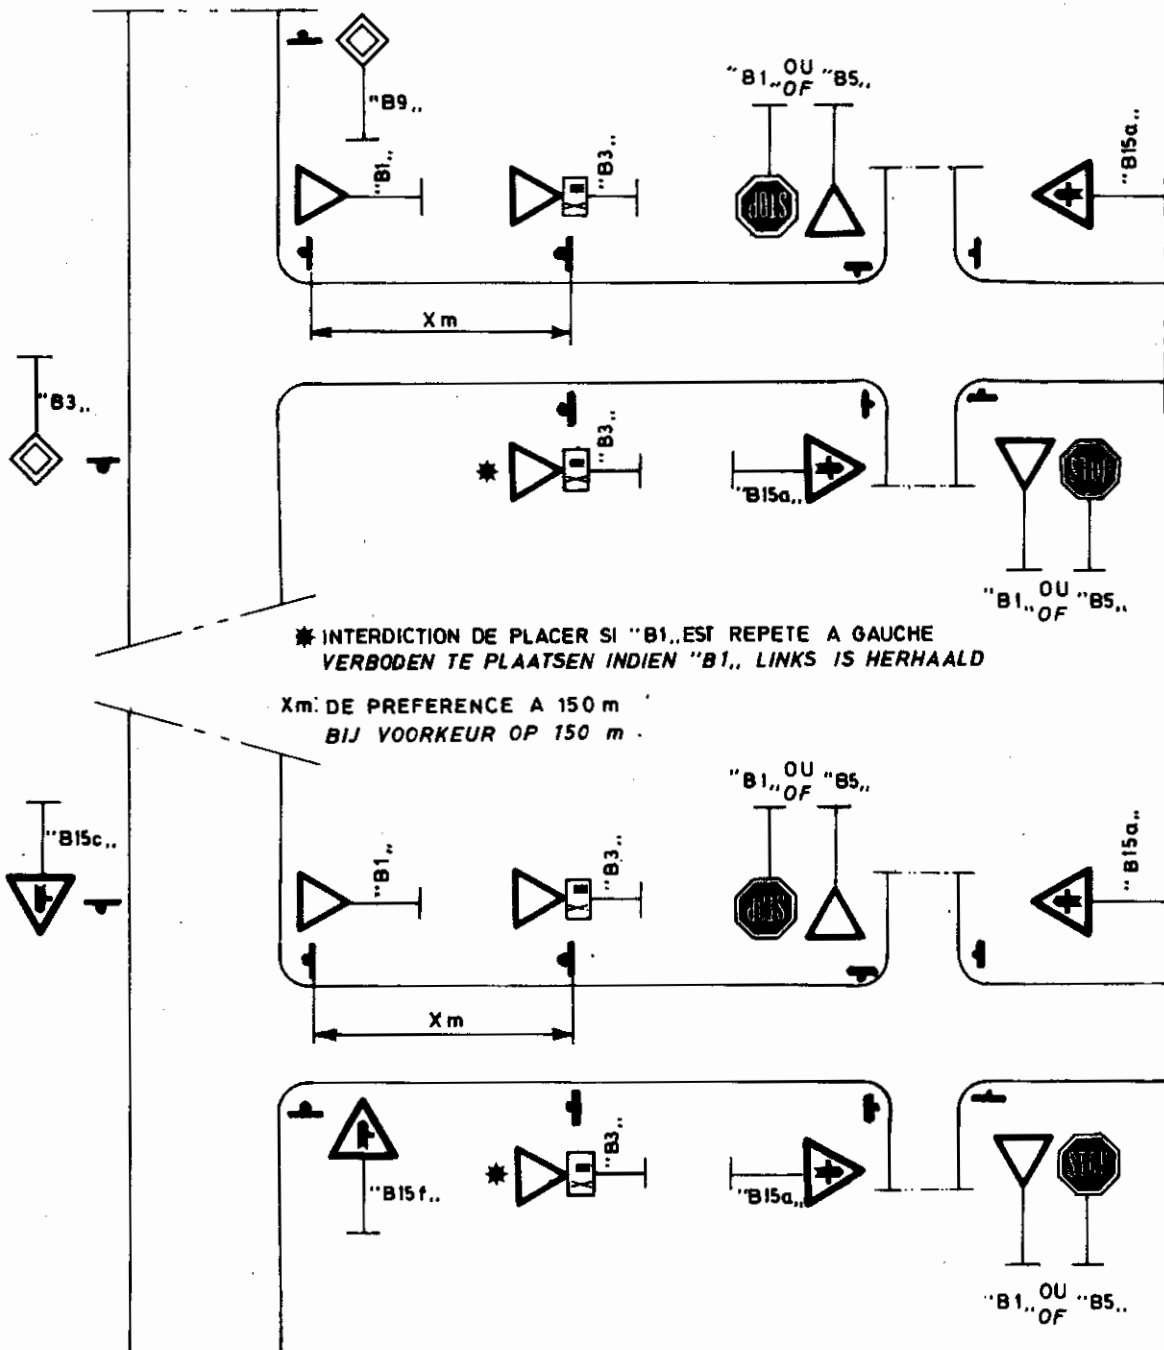 "B9„
"B1„ OU "B5„
OF
"B1„
"B3„
"B15a„
STOP
Xm
"B3„
"B3„
"B15a„
STOP
"B1„ OU "B5„
OF
✸ INTERDICTION DE PLACER SI "B1„ EST REPETE A GAUCHE
VERBODEN TE PLAATSEN INDIEN "B1„ LINKS IS HERHAALD
Xm: DE PREFERENCE A 150 m
BIJ VOORKEUR OP 150 m.
"B1„ OU "B5„
OF
"B15c„
"B1„
"B3„
"B15a„
STOP
Xm
"B3„
"B15f„
"B15a„
STOP
"B1„ OU "B5„
OF